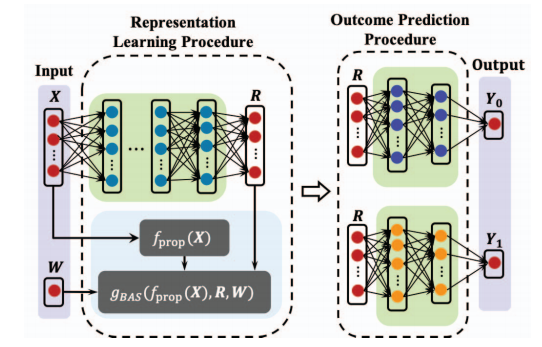 Representation
Learning Procedure
Outcome Prediction
Procedure
Input
Output
X
R
R
Y₀
...
f_prop(X)
R
Y₁
W
g_BAS(f_prop(X), R, W)